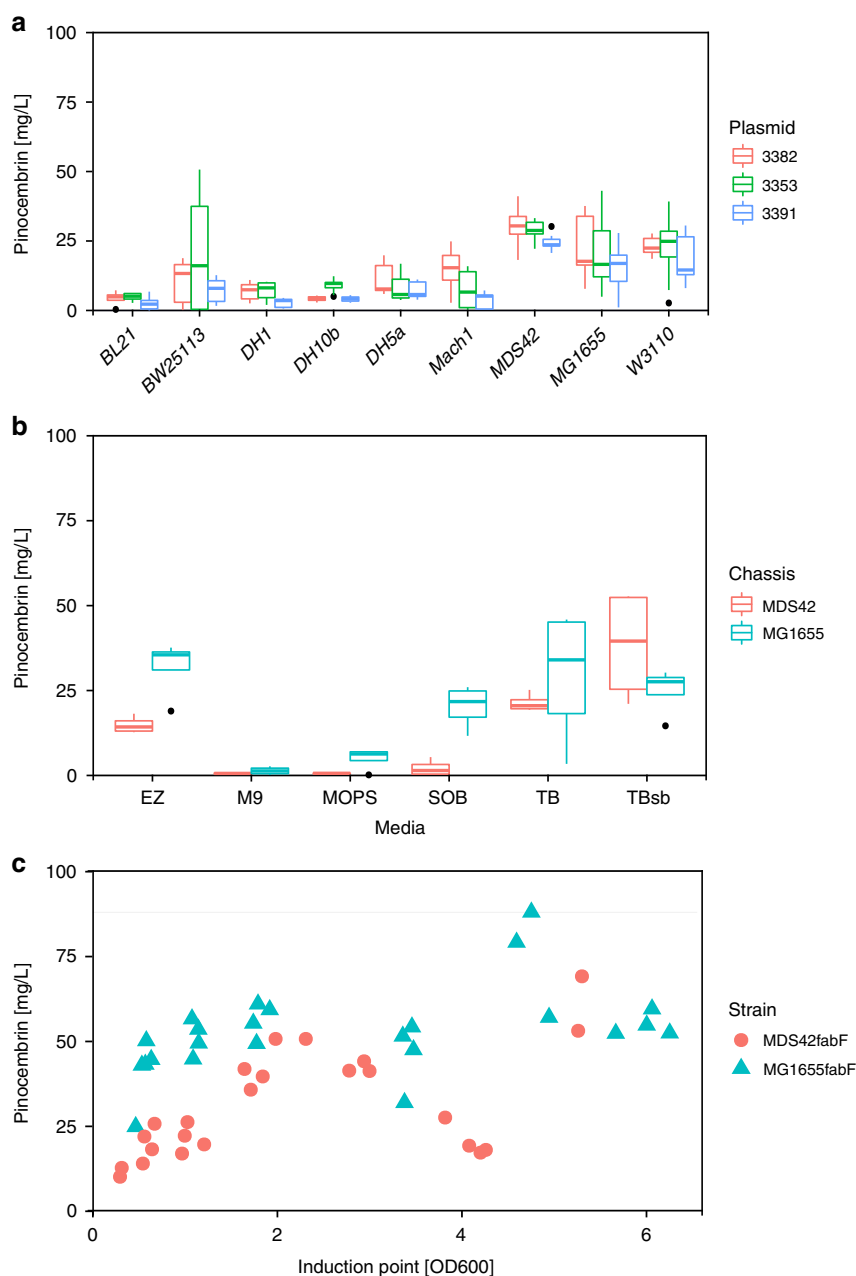 a
100
75
50
25
0
Pinocembrin [mg/L]
BL21
BW25113
DH1
DH10b
DH5a
Mach1
MDS42
MG1655
W3110
Plasmid
3382
3353
3391
b
100
75
50
25
0
Pinocembrin [mg/L]
EZ
M9
MOPS
SOB
TB
TBsb
Media
Chassis
MDS42
MG1655
c
100
75
50
25
0
Pinocembrin [mg/L]
0
2
4
6
Induction point [OD600]
Strain
MDS42fabF
MG1655fabF